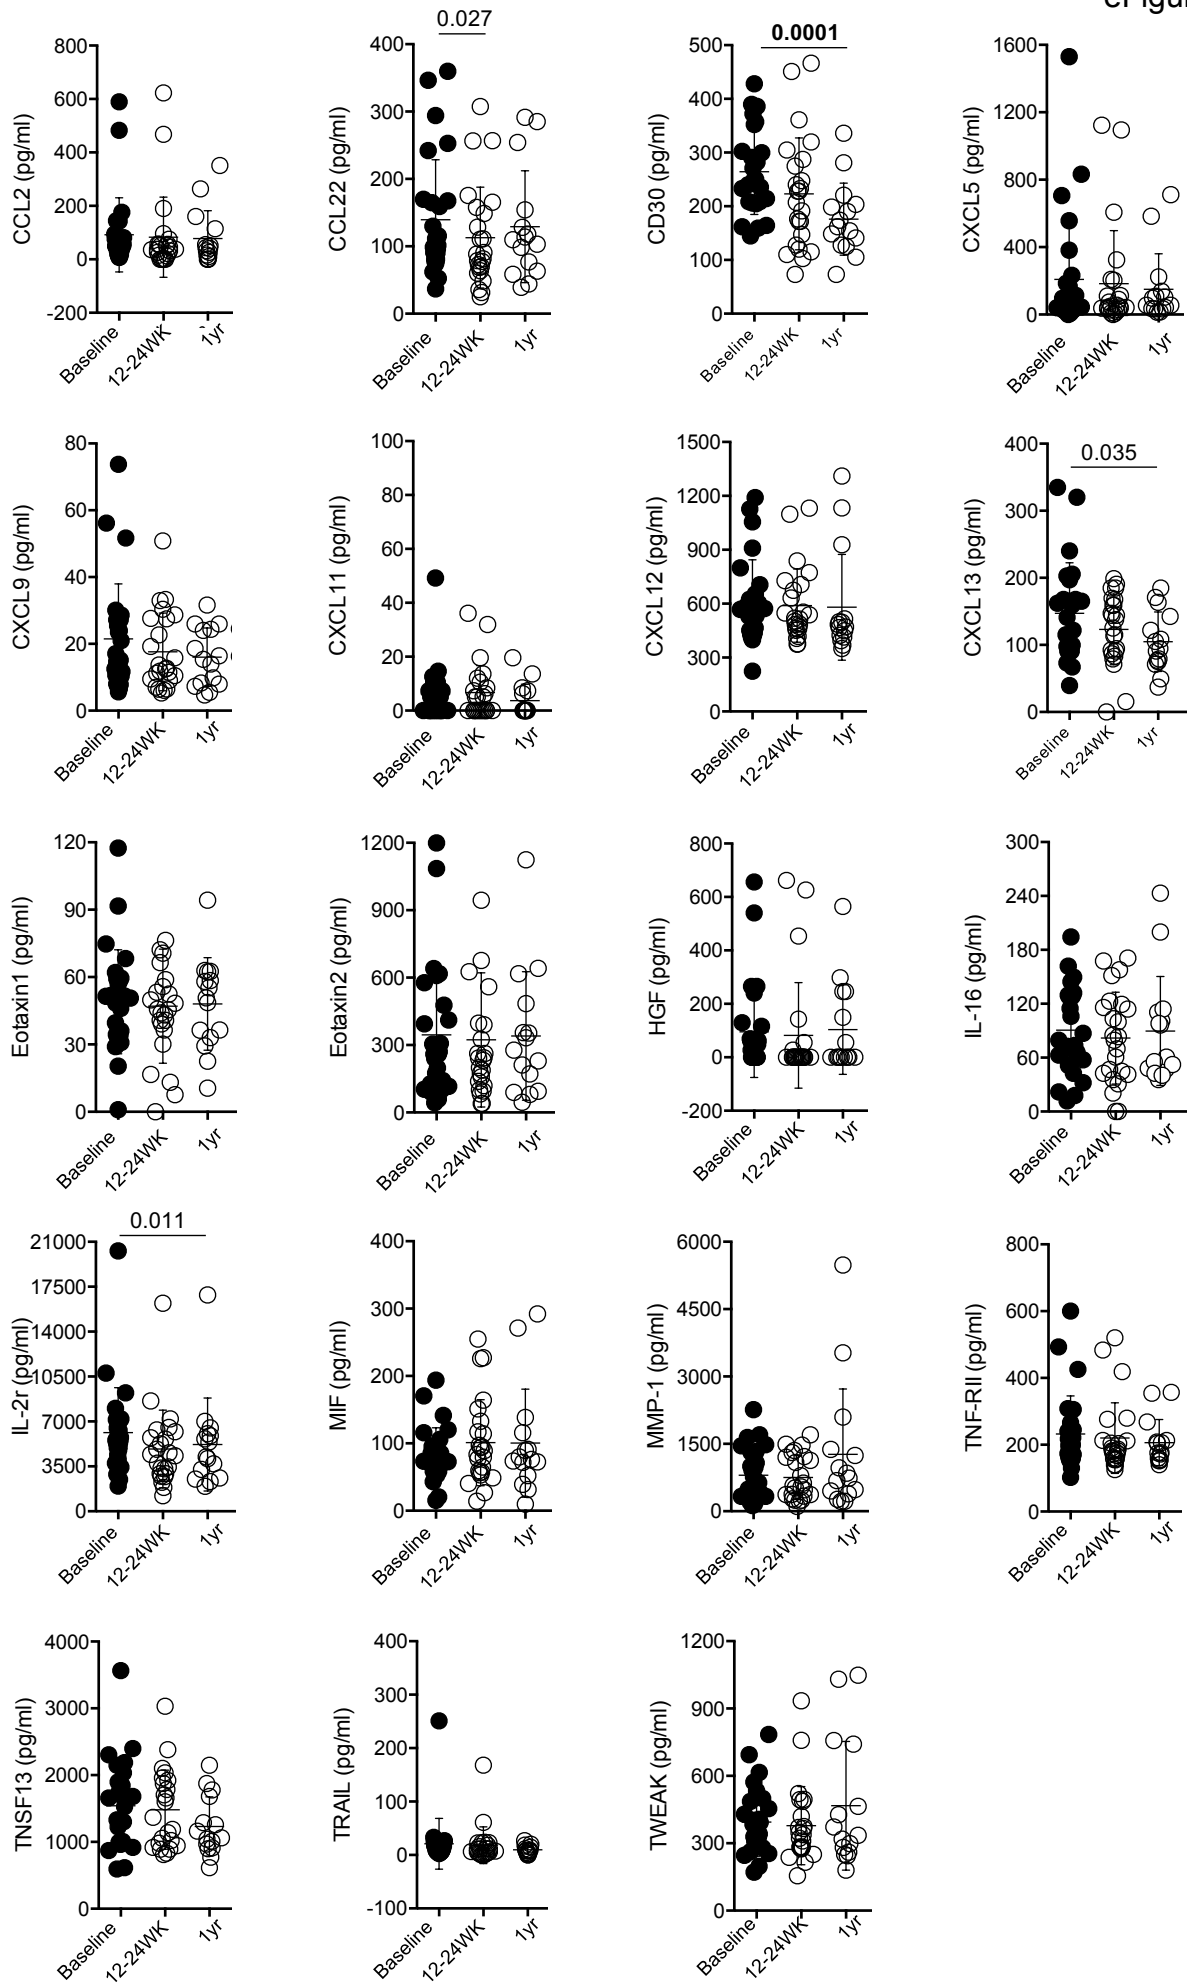 CCL2 (pg/ml)
800
600
400
200
0
-200
Baseline
12-24WK
1yr
0.027
CCL22 (pg/ml)
400
300
200
100
0
Baseline
12-24WK
1yr
0.0001
CD30 (pg/ml)
500
400
300
200
100
0
Baseline
12-24WK
1yr
CXCL5 (pg/ml)
1600
1200
800
400
0
Baseline
12-24WK
1yr
CXCL9 (pg/ml)
80
60
40
20
0
Baseline
12-24WK
1yr
CXCL11 (pg/ml)
100
80
60
40
20
0
Baseline
12-24WK
1yr
CXCL12 (pg/ml)
1500
1200
900
600
300
0
Baseline
12-24WK
1yr
0.035
CXCL13 (pg/ml)
400
300
200
100
0
Baseline
12-24WK
1yr
Eotaxin1 (pg/ml)
120
90
60
30
0
Baseline
12-24WK
1yr
Eotaxin2 (pg/ml)
1200
900
600
300
0
Baseline
12-24WK
1yr
HGF (pg/ml)
800
600
400
200
0
-200
Baseline
12-24WK
1yr
IL-16 (pg/ml)
300
240
180
120
60
0
Baseline
12-24WK
1yr
0.011
IL-2r (pg/ml)
21000
17500
14000
10500
7000
3500
0
Baseline
12-24WK
1yr
MIF (pg/ml)
400
300
200
100
0
Baseline
12-24WK
1yr
MMP-1 (pg/ml)
6000
4500
3000
1500
0
Baseline
12-24WK
1yr
TNF-RII (pg/ml)
800
600
400
200
0
Baseline
12-24WK
1yr
TNSF13 (pg/ml)
4000
3000
2000
1000
0
Baseline
12-24WK
1yr
TRAIL (pg/ml)
400
300
200
100
0
-100
Baseline
12-24WK
1yr
TWEAK (pg/ml)
1200
900
600
300
0
Baseline
12-24WK
1yr